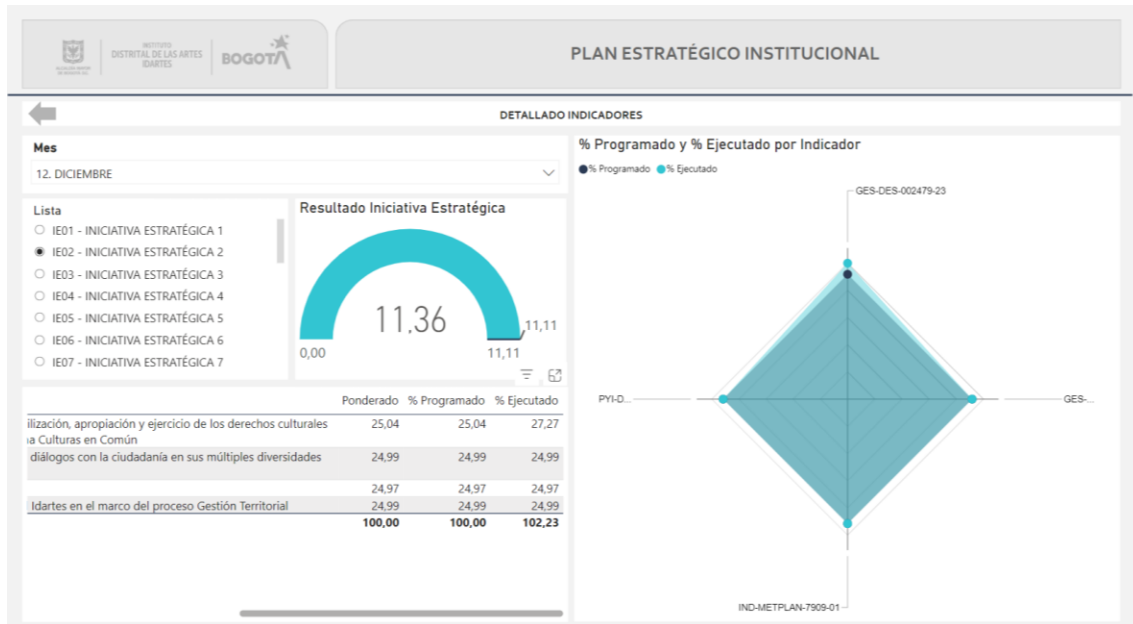 INSTITUTO
DISTRITAL DE LAS ARTES
IDARTES
BOGOTÁ
PLAN ESTRATÉGICO INSTITUCIONAL
DETALLADO INDICADORES
Mes
12. DICIEMBRE
Lista
IE01 - INICIATIVA ESTRATÉGICA 1
IE02 - INICIATIVA ESTRATÉGICA 2
IE03 - INICIATIVA ESTRATÉGICA 3
IE04 - INICIATIVA ESTRATÉGICA 4
IE05 - INICIATIVA ESTRATÉGICA 5
IE06 - INICIATIVA ESTRATÉGICA 6
IE07 - INICIATIVA ESTRATÉGICA 7
Resultado Iniciativa Estratégica
11,36
11,11
0,00
11,11
Ponderado % Programado % Ejecutado
ilización, apropiación y ejercicio de los derechos culturales 25,04 25,04 27,27
a Culturas en Común
diálogos con la ciudadanía en sus múltiples diversidades 24,99 24,99 24,99
24,97 24,97 24,97
Idartes en el marco del proceso Gestión Territorial 24,99 24,99 24,99
100,00 100,00 102,23
% Programado y % Ejecutado por Indicador
% Programado % Ejecutado
GES-DES-002479-23
PYI-D...
GES-...
IND-METPLAN-7909-01